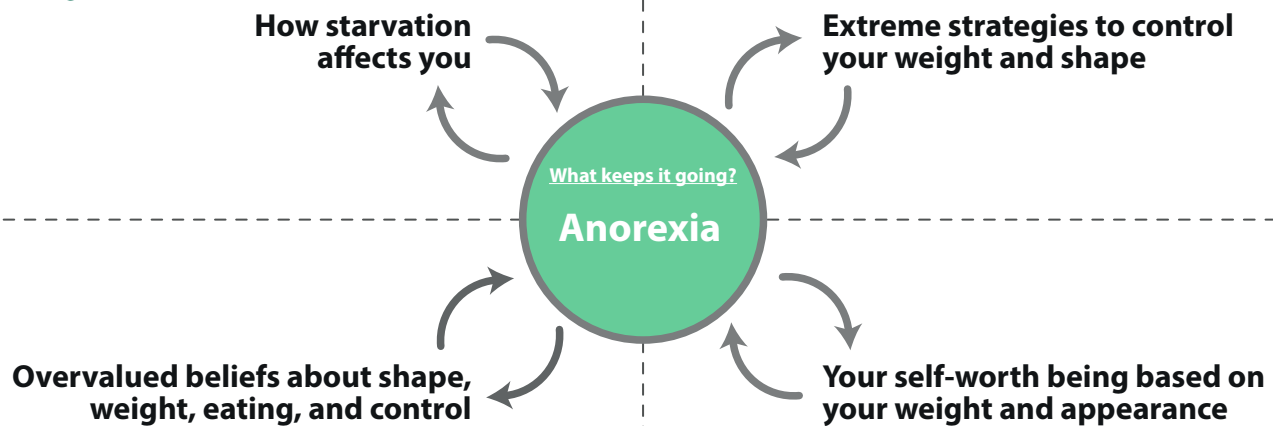 How starvation
affects you
Extreme strategies to control
your weight and shape
What keeps it going?
Anorexia
Overvalued beliefs about shape,
weight, eating, and control
Your self-worth being based on
your weight and appearance